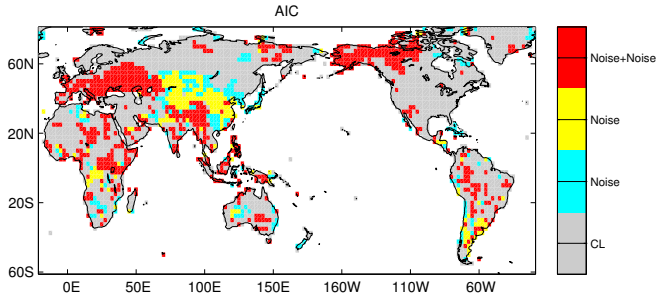 AIC
60N
20N
20S
60S
0E 50E 100E 150E 160W 110W 60W
Noise+Noise
Noise
Noise
CL